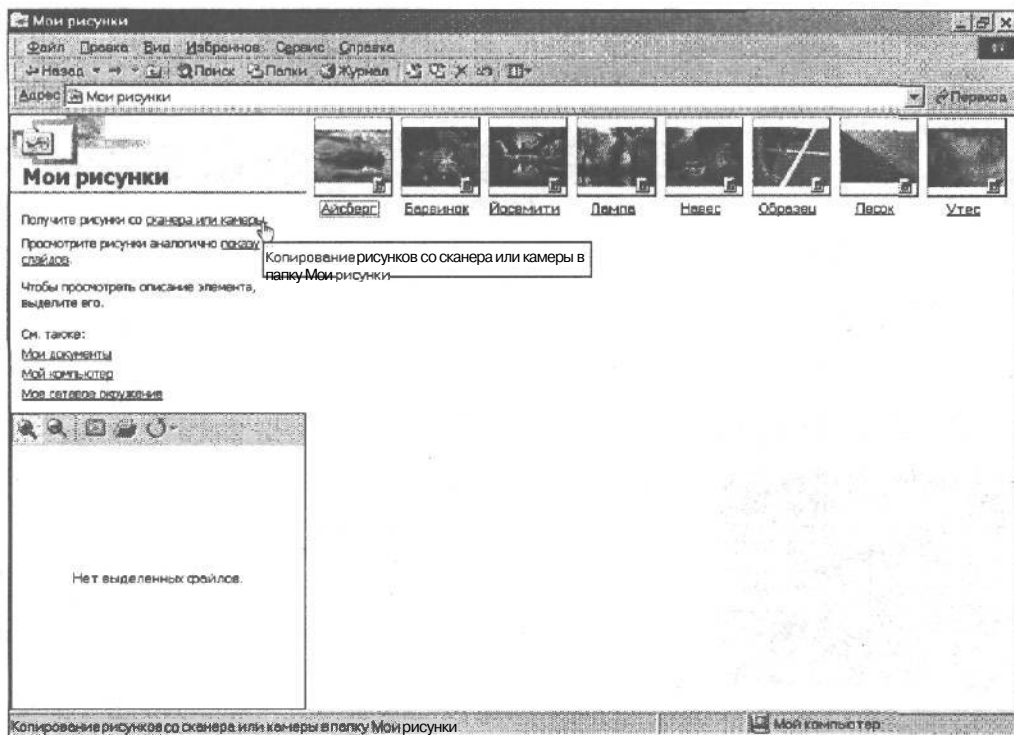 Мои рисунки
Файл Правка Вид Избранное Сервис Справка
Назад Поиск Папки Журнал
Адрес Мои рисунки Переход
Мои рисунки
Айсберг Барвинок Йосемити Лампа Навес Образец Песок Утес
Получите рисунки со сканера или камеры.
Просмотрите рисунки аналогично показу
слайдов.
Копирование рисунков со сканера или камеры в
папку Мои рисунки
Чтобы просмотреть описание элемента,
выделите его.
См. также:
Мои документы
Мой компьютер
Мое сетевое окружение
Нет выделенных файлов.
Копирование рисунков со сканера или камеры в папку Мои рисунки Мой компьютер